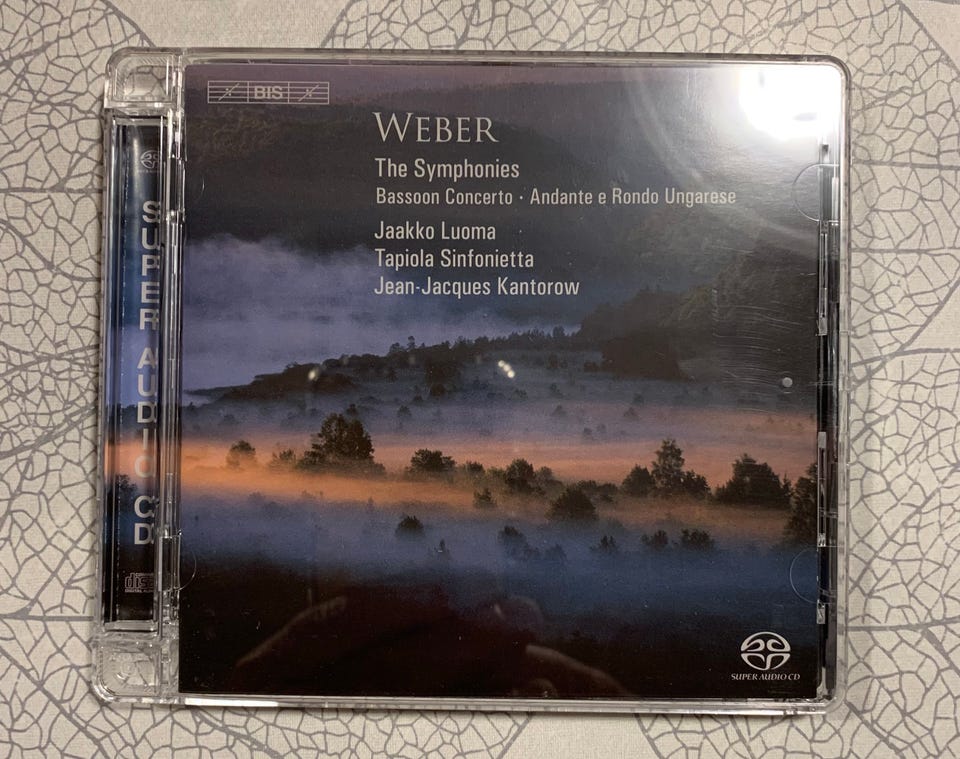 BIS
WEBER
The Symphonies
Bassoon Concerto · Andante e Rondo Ungarese
Jaakko Luoma
Tapiola Sinfonietta
Jean-Jacques Kantorow
SUPER AUDIO CD
SUPER AUDIO CD